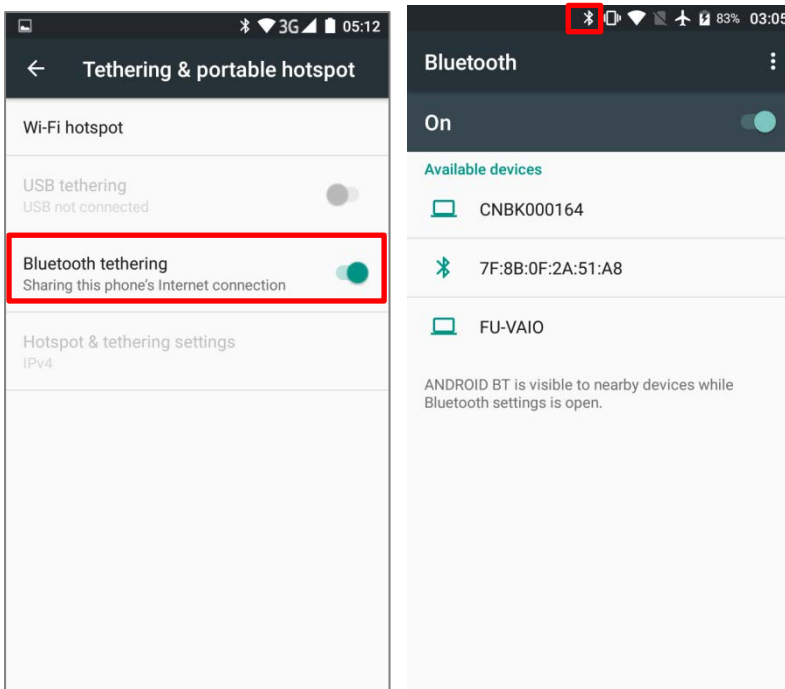 3G 05:12
Tethering & portable hotspot
Wi-Fi hotspot
USB tethering
USB not connected
Bluetooth tethering
Sharing this phone's Internet connection
Hotspot & tethering settings
IPv4
83% 03:05
Bluetooth
On
Available devices
CNBK000164
7F:8B:0F:2A:51:A8
FU-VAIO
ANDROID BT is visible to nearby devices while
Bluetooth settings is open.